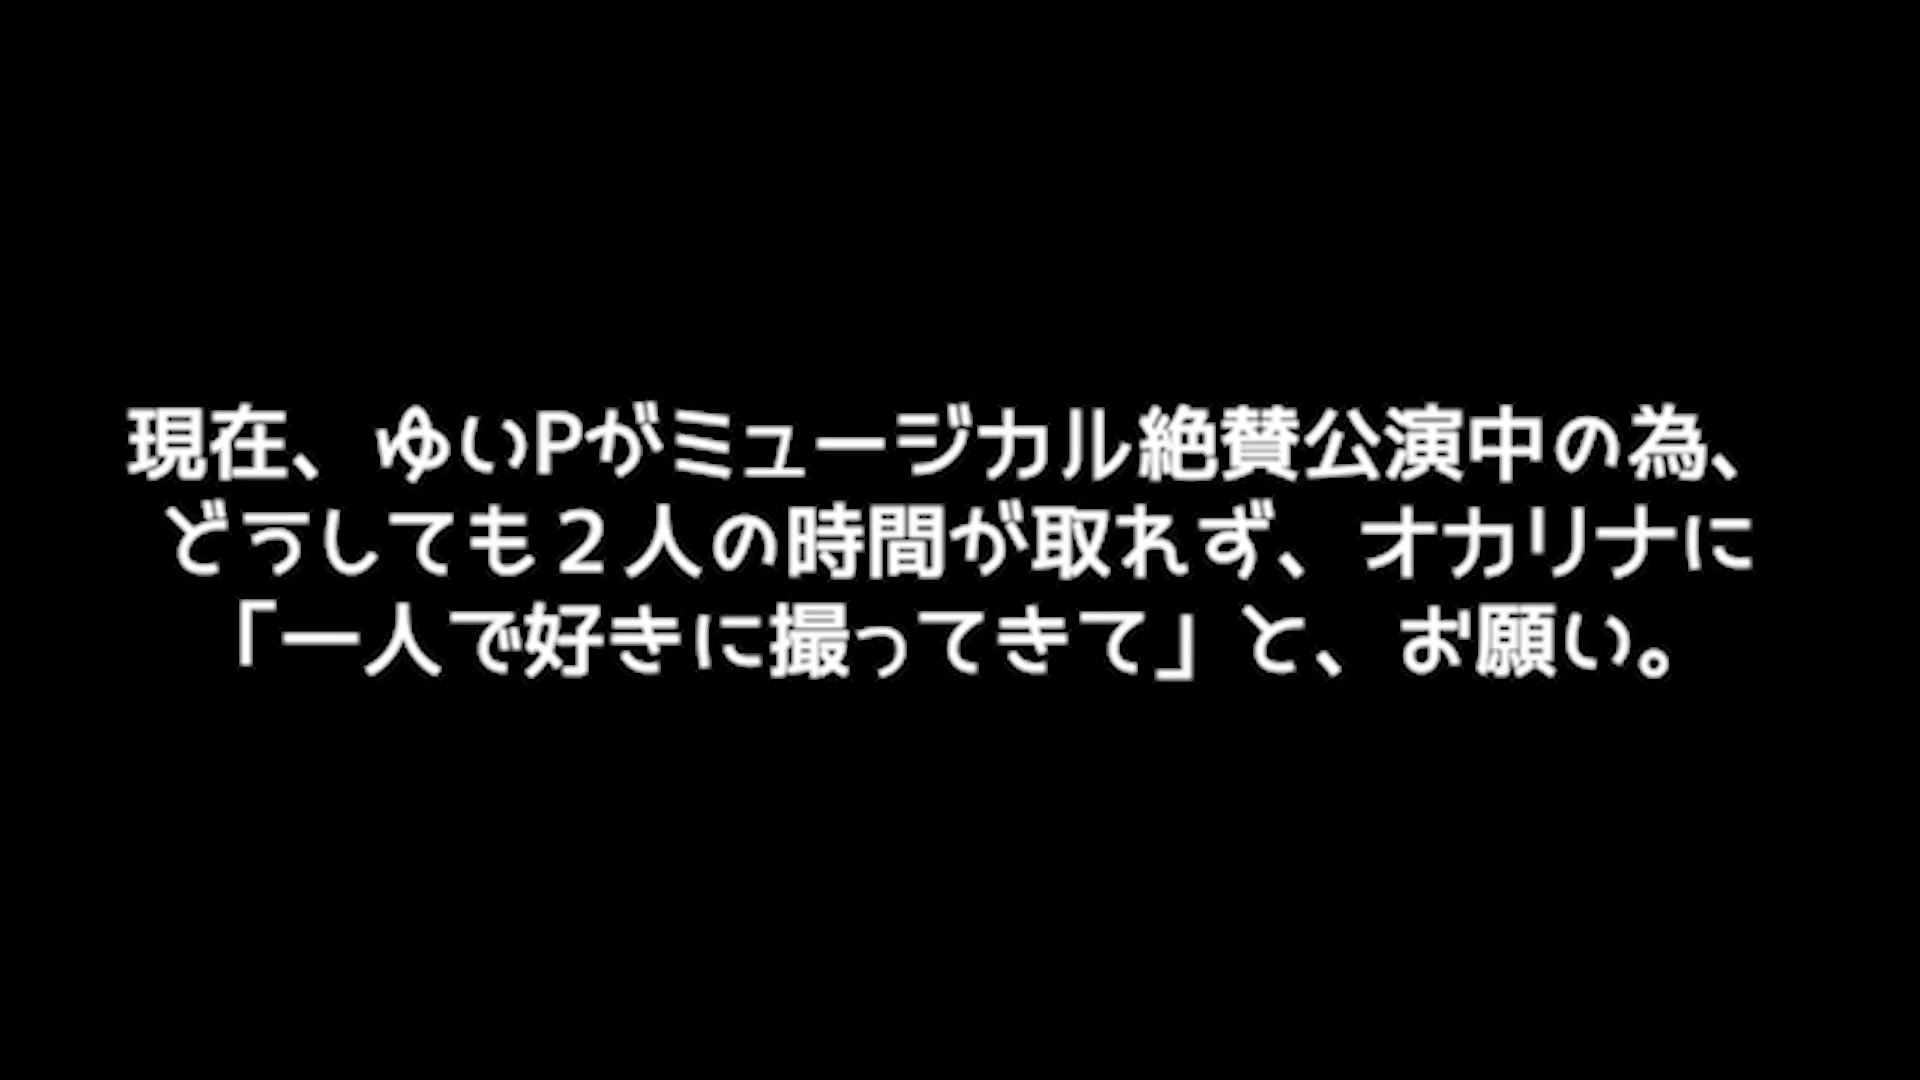 現在、ゆいPがミュージカル絶賛公演中の為、
どうしても２人の時間が取れず、オカリナに
「一人で好きに撮ってきて」と、お願い。